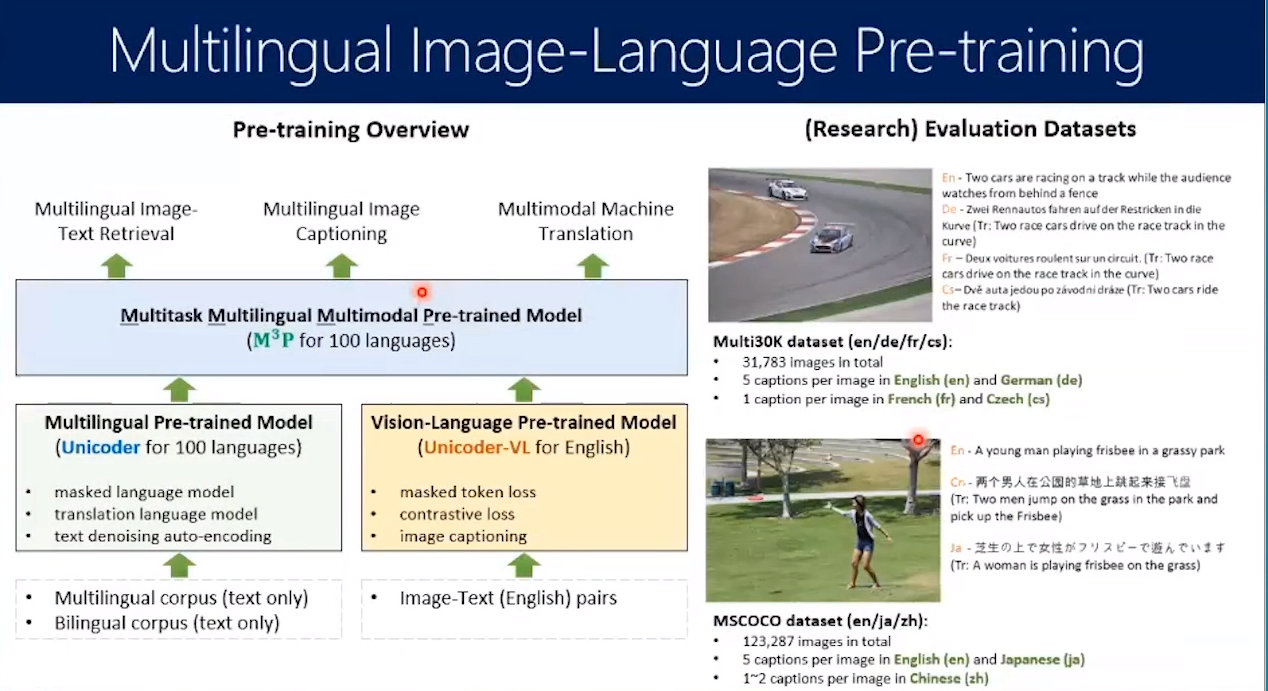 Multilingual Image-Language Pre-training
Pre-training Overview
Multilingual Image-
Text Retrieval
Multilingual Image
Captioning
Multimodal Machine
Translation
Multitask Multilingual Multimodal Pre-trained Model
(M³P for 100 languages)
Multilingual Pre-trained Model
(Unicoder for 100 languages)
• masked language model
• translation language model
• text denoising auto-encoding
Vision-Language Pre-trained Model
(Unicoder-VL for English)
• masked token loss
• contrastive loss
• image captioning
• Multilingual corpus (text only)
• Bilingual corpus (text only)
• Image-Text (English) pairs
(Research) Evaluation Datasets
En - Two cars are racing on a track while the audience
watches from behind a fence
De - Zwei Rennautos fahren auf der Restricken in die
Kurve (Tr: Two race cars drive on the race track in the
curve)
Fr – Deux voitures roulent sur un circuit. (Tr: Two race
cars drive on the race track in the curve)
Cs– Dvě auta jedou po závodní dráze (Tr: Two cars ride
the race track)
Multi30K dataset (en/de/fr/cs):
• 31,783 images in total
• 5 captions per image in English (en) and German (de)
• 1 caption per image in French (fr) and Czech (cs)
En - A young man playing frisbee in a grassy park
Cn - 两个男人在公园的草地上跳起来接飞盘
(Tr: Two men jump on the grass in the park and
pick up the Frisbee)
Ja - 芝生の上で女性がフリスビーで遊んでいます
(Tr: A woman is playing frisbee on the grass)
MSCOCO dataset (en/ja/zh):
• 123,287 images in total
• 5 captions per image in English (en) and Japanese (ja)
• 1~2 captions per image in Chinese (zh)